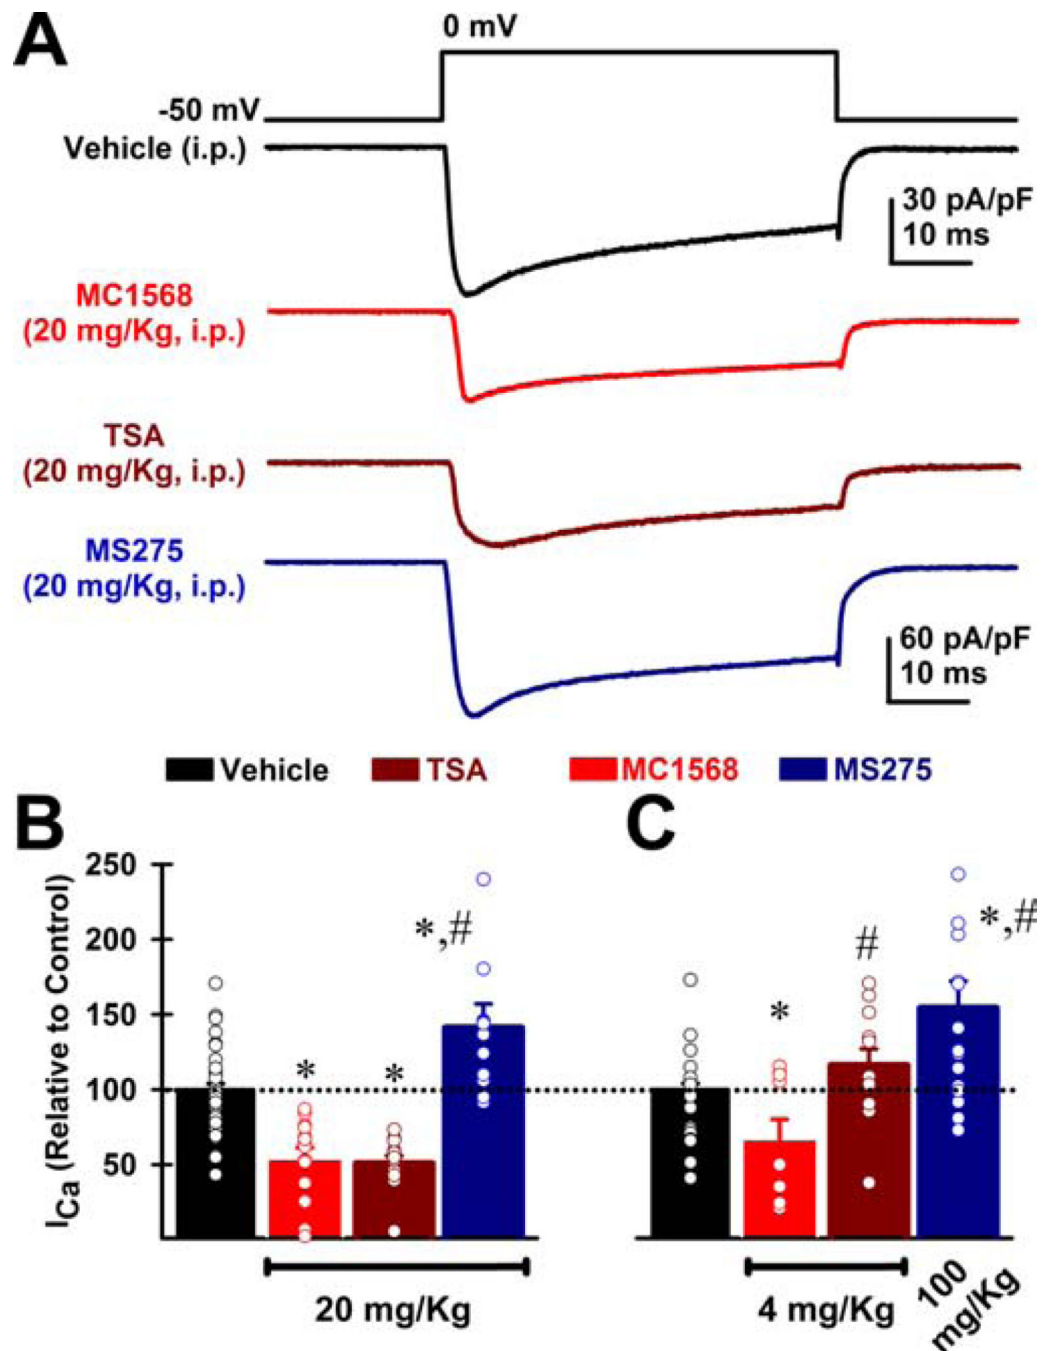 A
0 mV
-50 mV
Vehicle (i.p.)
30 pA/pF
10 ms
MC1568
(20 mg/Kg, i.p.)
TSA
(20 mg/Kg, i.p.)
MS275
(20 mg/Kg, i.p.)
60 pA/pF
10 ms
Vehicle TSA MC1568 MS275
B
C
ICa (Relative to Control)
250
200
150
100
50
* * *,#
* # *,#
20 mg/Kg
4 mg/Kg
100
mg/Kg